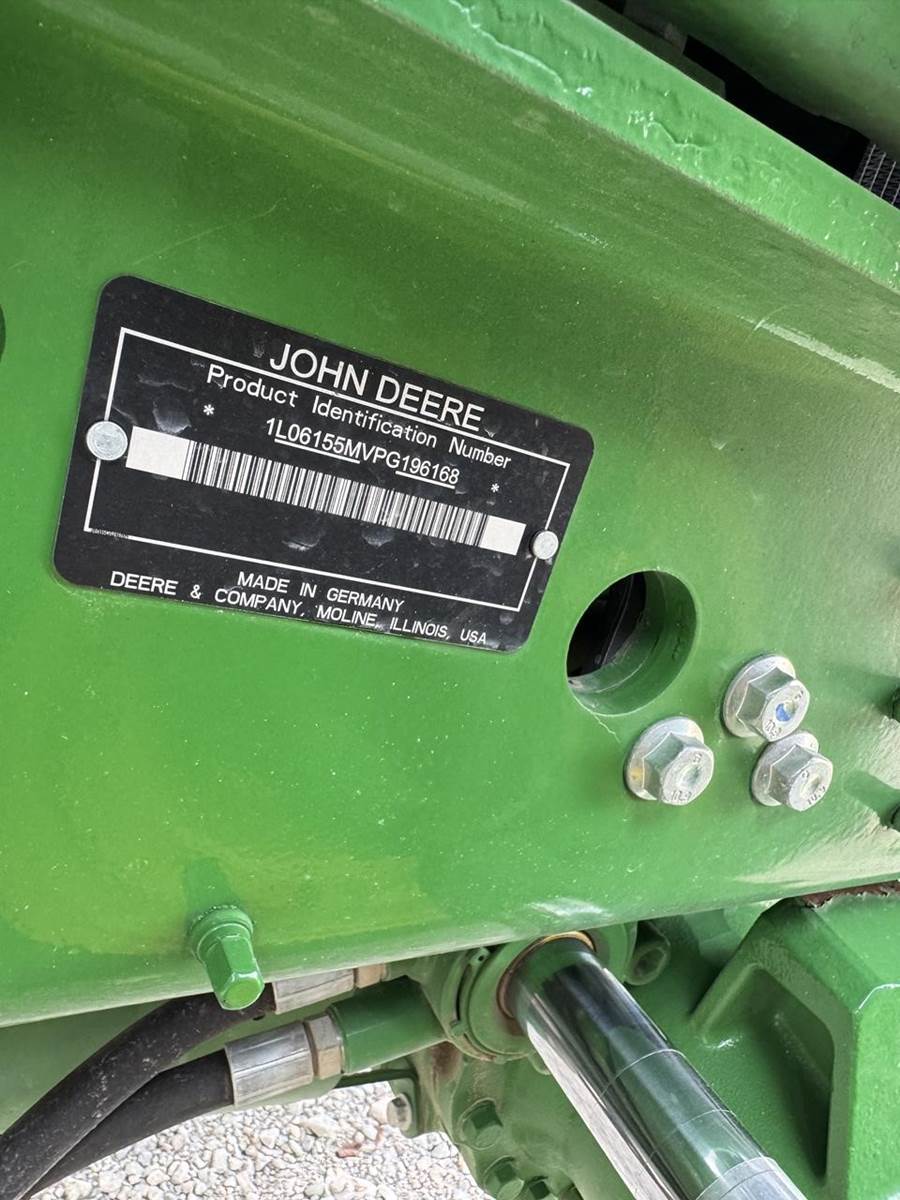 JOHN DEERE
Product Identification Number
* 1L06155MVPG196168 *
MADE IN GERMANY
DEERE & COMPANY, MOLINE, ILLINOIS, USA